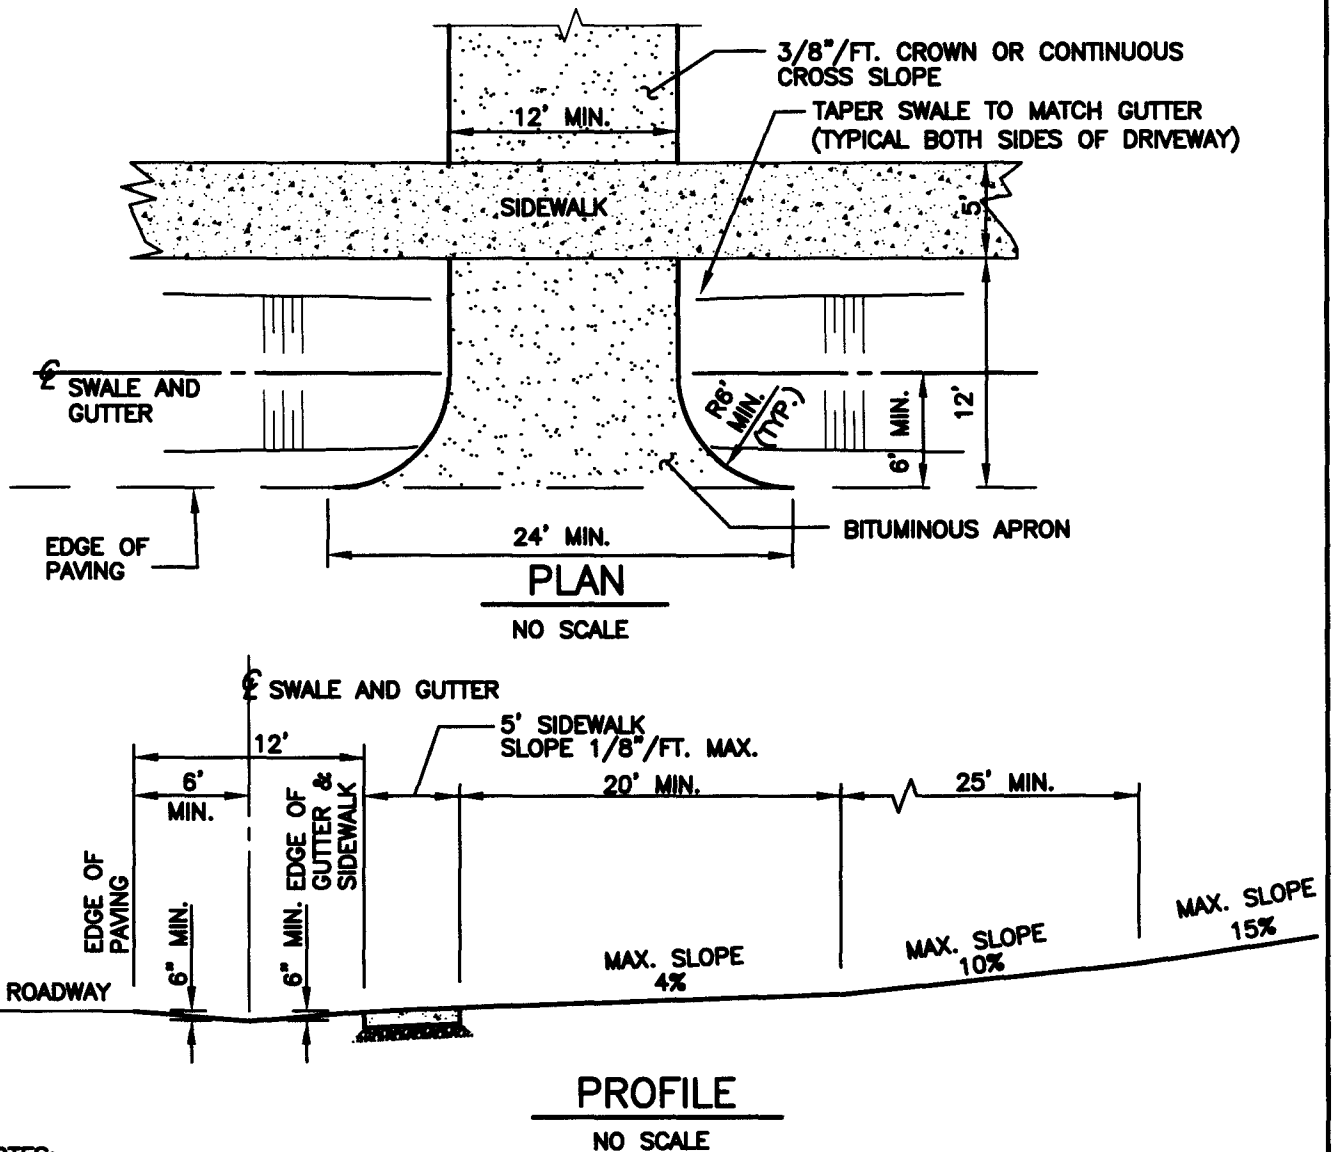 3/8"/FT. CROWN OR CONTINUOUS
CROSS SLOPE
12' MIN.
TAPER SWALE TO MATCH GUTTER
(TYPICAL BOTH SIDES OF DRIVEWAY)
SIDEWALK
5'
℄ SWALE AND
GUTTER
R6'
MIN.
(TYP.)
6' MIN.
12'
EDGE OF
PAVING
24' MIN.
BITUMINOUS APRON
PLAN
NO SCALE
℄ SWALE AND GUTTER
5' SIDEWALK
SLOPE 1/8"/FT. MAX.
12'
6'
MIN.
20' MIN.
25' MIN.
EDGE OF
PAVING
6" MIN.
6" MIN.
EDGE OF
GUTTER &
SIDEWALK
MAX. SLOPE
4%
MAX. SLOPE
10%
MAX. SLOPE
15%
ROADWAY
PROFILE
NO SCALE